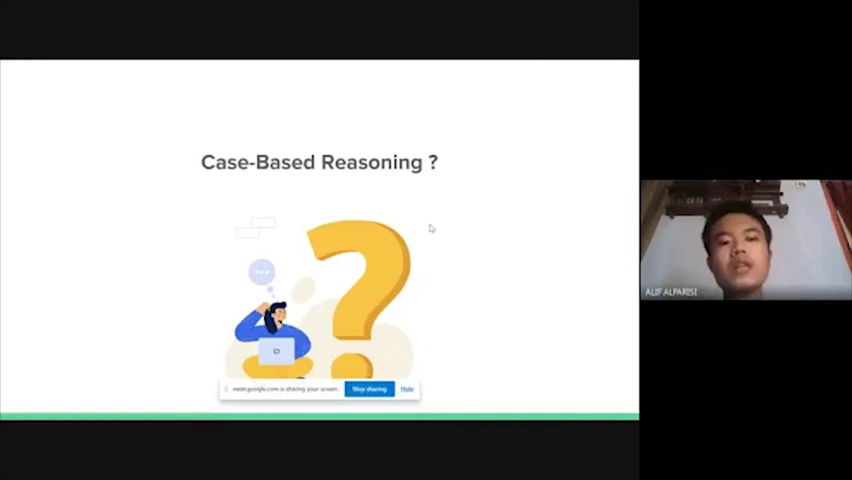 Case-Based Reasoning ?
meet.google.com is sharing your screen. Stop sharing Hide
ALIF ALPARISI